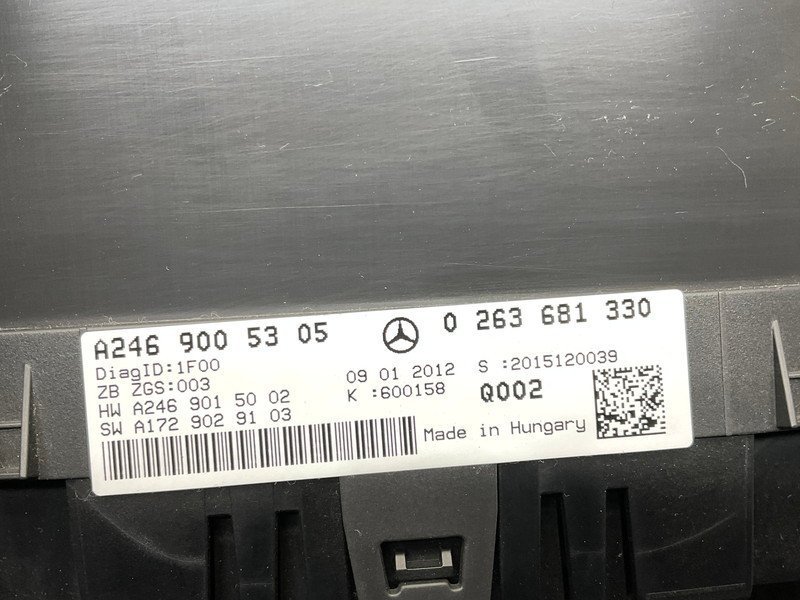 A246 900 53 05 0 263 681 330
DiagID:1F00
ZB ZGS:003 09 01 2012 S :2015120039
HW A246 901 50 02 K :600158 Q002
SW A172 902 91 03 Made in Hungary